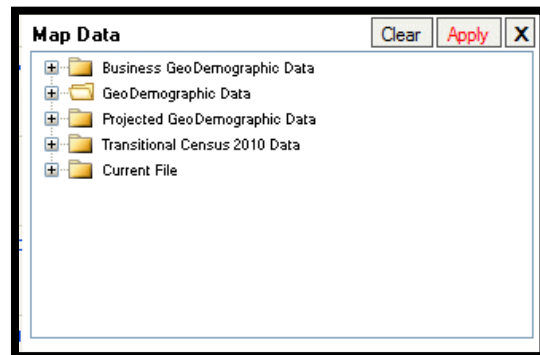 Map Data Clear Apply X
Business GeoDemographic Data
GeoDemographic Data
Projected GeoDemographic Data
Transitional Census 2010 Data
Current File